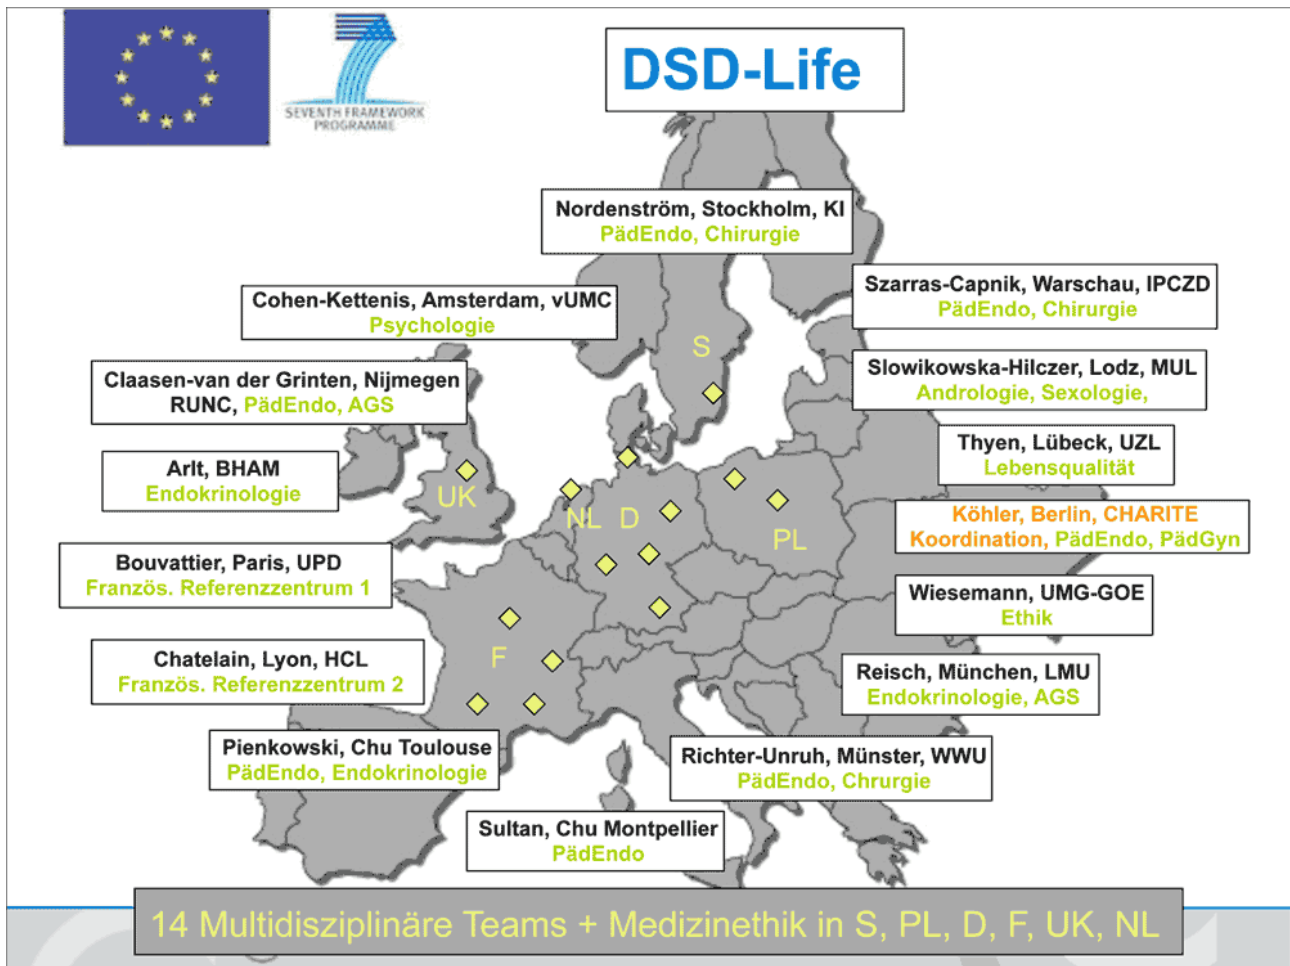 SEVENTH FRAMEWORK
PROGRAMME
DSD-Life
Nordenström, Stockholm, KI
PädEndo, Chirurgie
Cohen-Kettenis, Amsterdam, vUMC
Psychologie
Szarras-Capnik, Warschau, IPCZD
PädEndo, Chirurgie
Claasen-van der Grinten, Nijmegen
RUNC, PädEndo, AGS
Slowikowska-Hilczer, Lodz, MUL
Andrologie, Sexologie,
Arlt, BHAM
Endokrinologie
Thyen, Lübeck, UZL
Lebensqualität
Köhler, Berlin, CHARITE
Koordination, PädEndo, PädGyn
Bouvattier, Paris, UPD
Französ. Referenzzentrum 1
Wiesemann, UMG-GOE
Ethik
Chatelain, Lyon, HCL
Französ. Referenzzentrum 2
Reisch, München, LMU
Endokrinologie, AGS
Pienkowski, Chu Toulouse
PädEndo, Endokrinologie
Richter-Unruh, Münster, WWU
PädEndo, Chrurgie
Sultan, Chu Montpellier
PädEndo
S
UK
NL
D
PL
F
14 Multidisziplinäre Teams + Medizinethik in S, PL, D, F, UK, NL